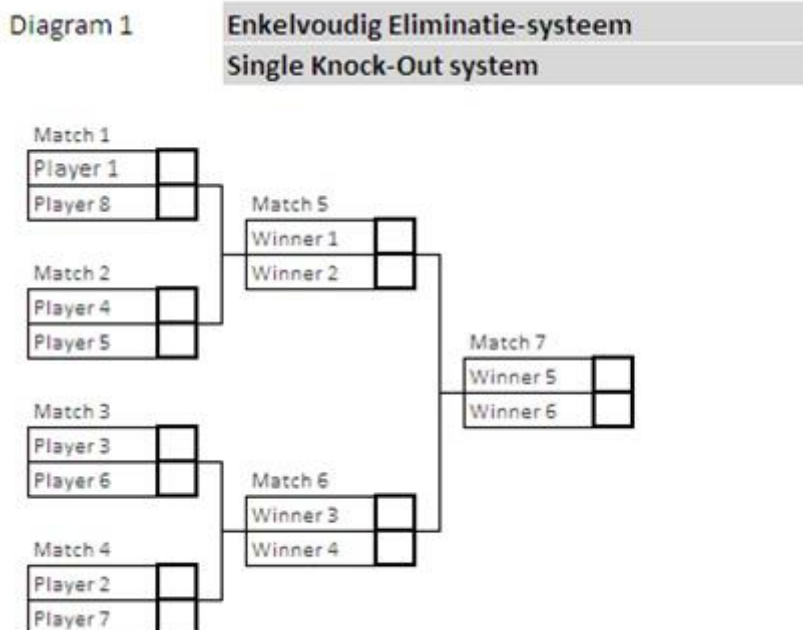 Diagram 1
Enkelvoudig Eliminatie-systeem
Single Knock-Out system
Match 1
Player 1
Player 8
Match 2
Player 4
Player 5
Match 3
Player 3
Player 6
Match 4
Player 2
Player 7
Match 5
Winner 1
Winner 2
Match 6
Winner 3
Winner 4
Match 7
Winner 5
Winner 6